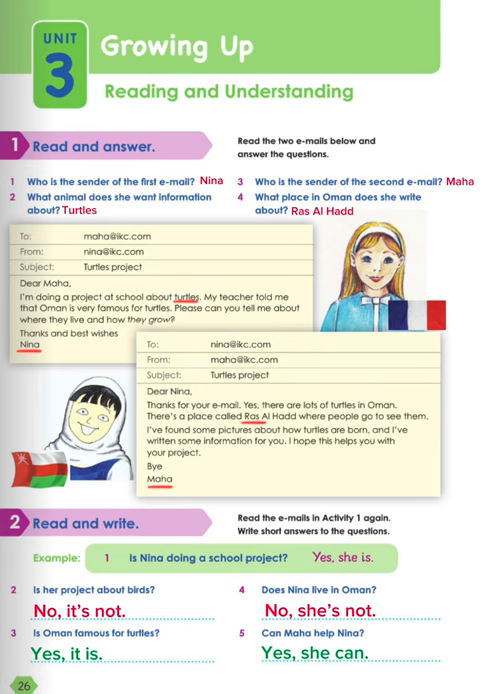 UNIT
3
Growing Up
Reading and Understanding
1 Read and answer.
Read the two e-mails below and
answer the questions.
1 Who is the sender of the first e-mail? Nina
2 What animal does she want information
about? Turtles
3 Who is the sender of the second e-mail? Maha
4 What place in Oman does she write
about? Ras Al Hadd
To: maha@ikc.com
From: nina@ikc.com
Subject: Turtles project
Dear Maha,
I'm doing a project at school about turtles. My teacher told me
that Oman is very famous for turtles. Please can you tell me about
where they live and how they grow?
Thanks and best wishes
Nina
To: nina@ikc.com
From: maha@ikc.com
Subject: Turtles project
Dear Nina,
Thanks for your e-mail. Yes, there are lots of turtles in Oman.
There's a place called Ras Al Hadd where people go to see them.
I've found some pictures about how turtles are born, and I've
written some information for you. I hope this helps you with
your project.
Bye
Maha
2 Read and write.
Read the e-mails in Activity 1 again.
Write short answers to the questions.
Example: 1 Is Nina doing a school project? Yes, she is.
2 Is her project about birds?
No, it's not.
3 Is Oman famous for turtles?
Yes, it is.
4 Does Nina live in Oman?
No, she's not.
5 Can Maha help Nina?
Yes, she can.
26